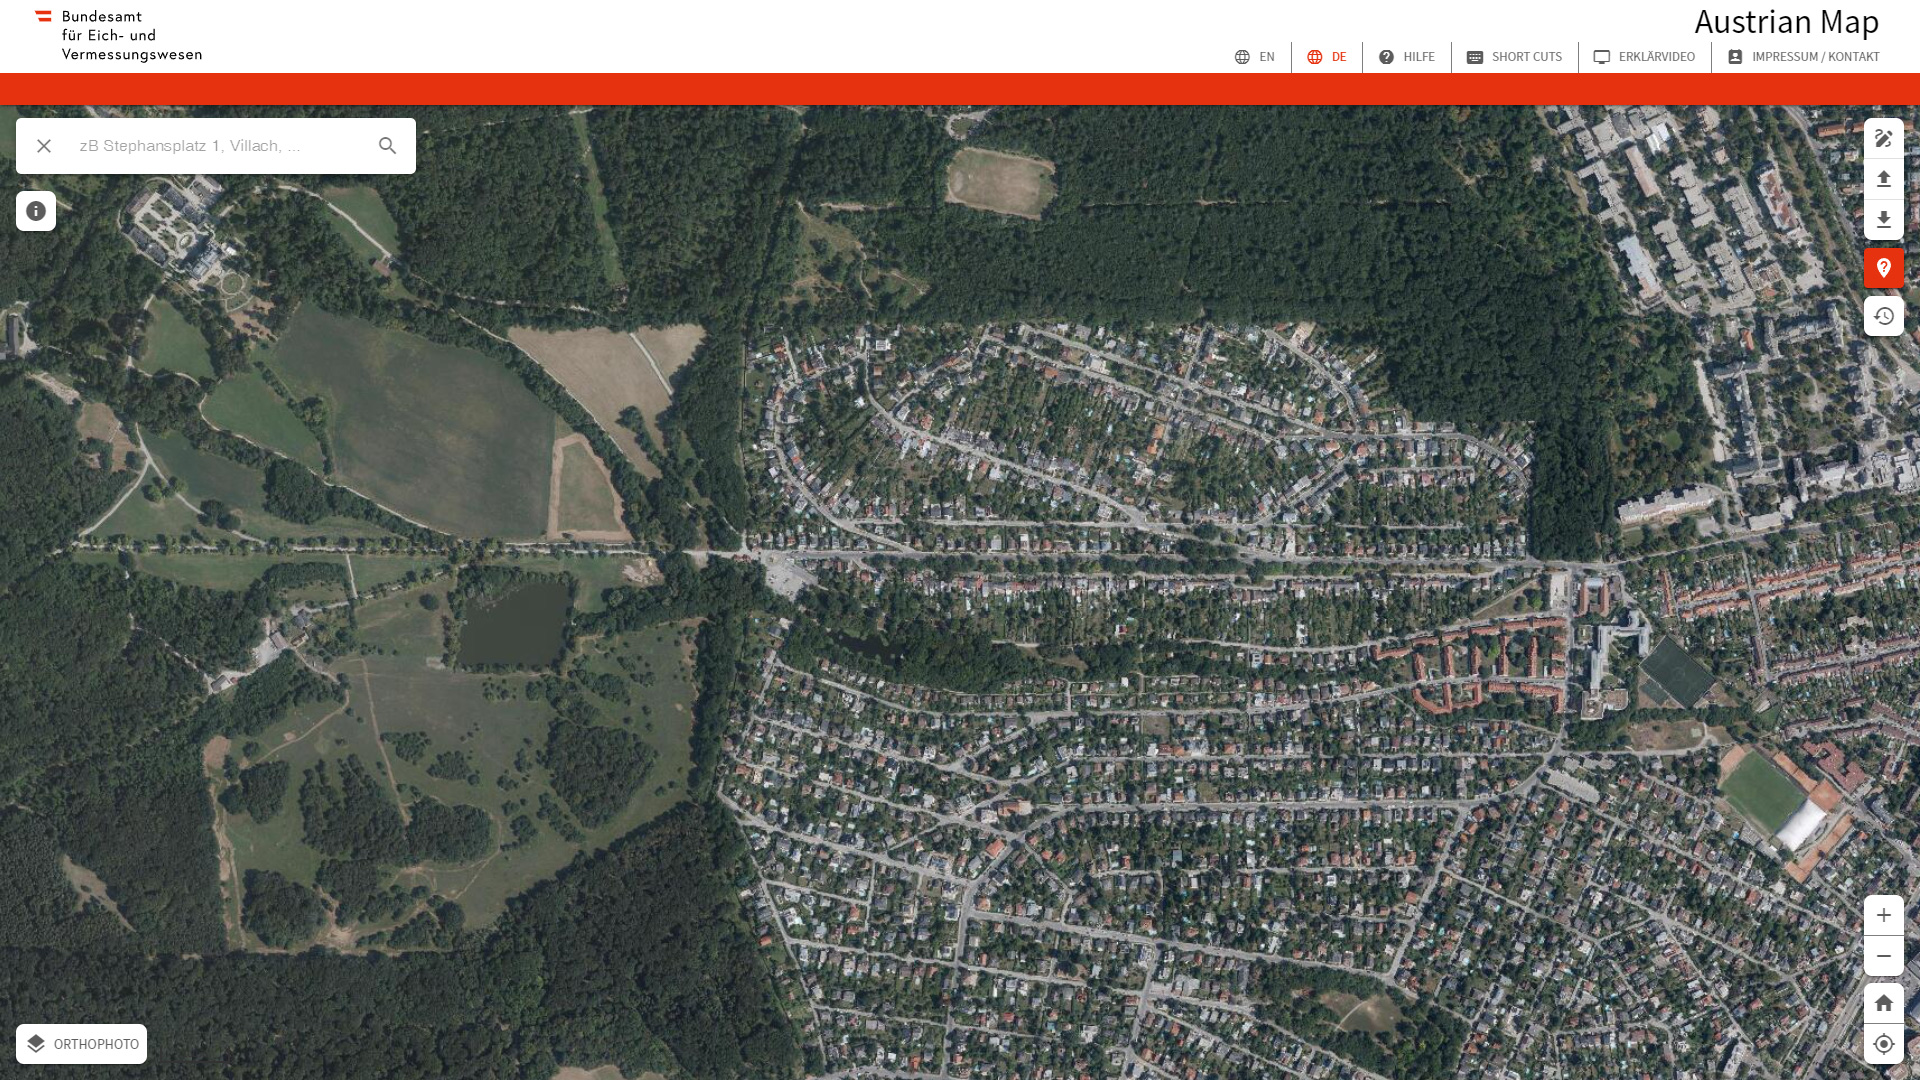 Bundesamt
für Eich- und
Vermessungswesen
Austrian Map
EN
DE
HILFE
SHORT CUTS
ERKLÄRVIDEO
IMPRESSUM / KONTAKT
zB Stephansplatz 1, Villach, ...
ORTHOPHOTO